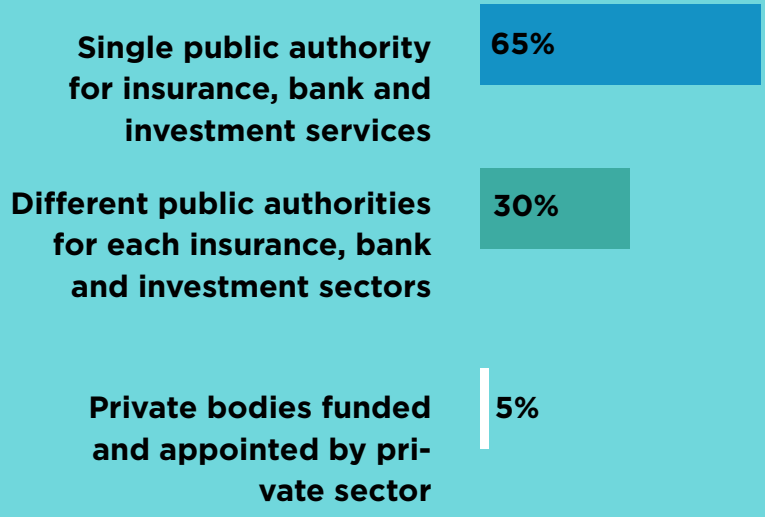 Single public authority
for insurance, bank and
investment services
65%
Different public authorities
for each insurance, bank
and investment sectors
30%
Private bodies funded
and appointed by pri-
vate sector
5%